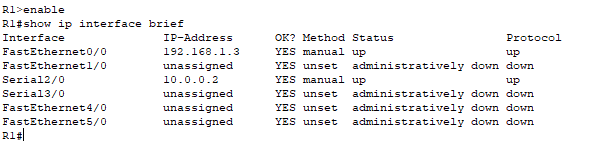 R1>enable
R1#show ip interface brief
Interface              IP-Address      OK? Method Status                Protocol
FastEthernet0/0        192.168.1.3     YES manual up                    up
FastEthernet1/0        unassigned      YES unset  administratively down down
Serial2/0              10.0.0.2        YES manual up                    up
Serial3/0              unassigned      YES unset  administratively down down
FastEthernet4/0        unassigned      YES unset  administratively down down
FastEthernet5/0        unassigned      YES unset  administratively down down
R1#